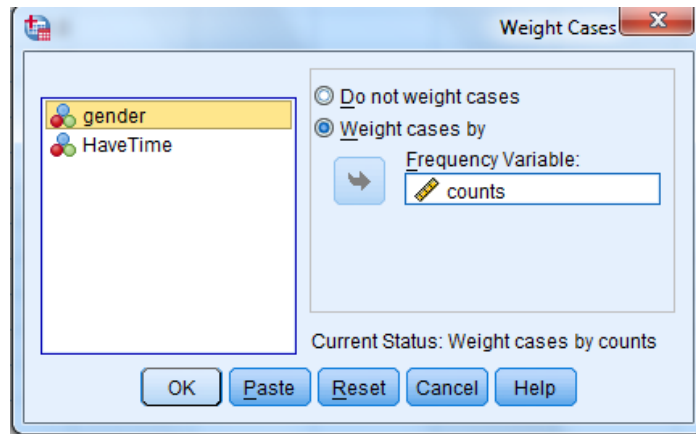 Weight Cases
gender
HaveTime
Do not weight cases
Weight cases by
Frequency Variable:
counts
Current Status: Weight cases by counts
OK Paste Reset Cancel Help